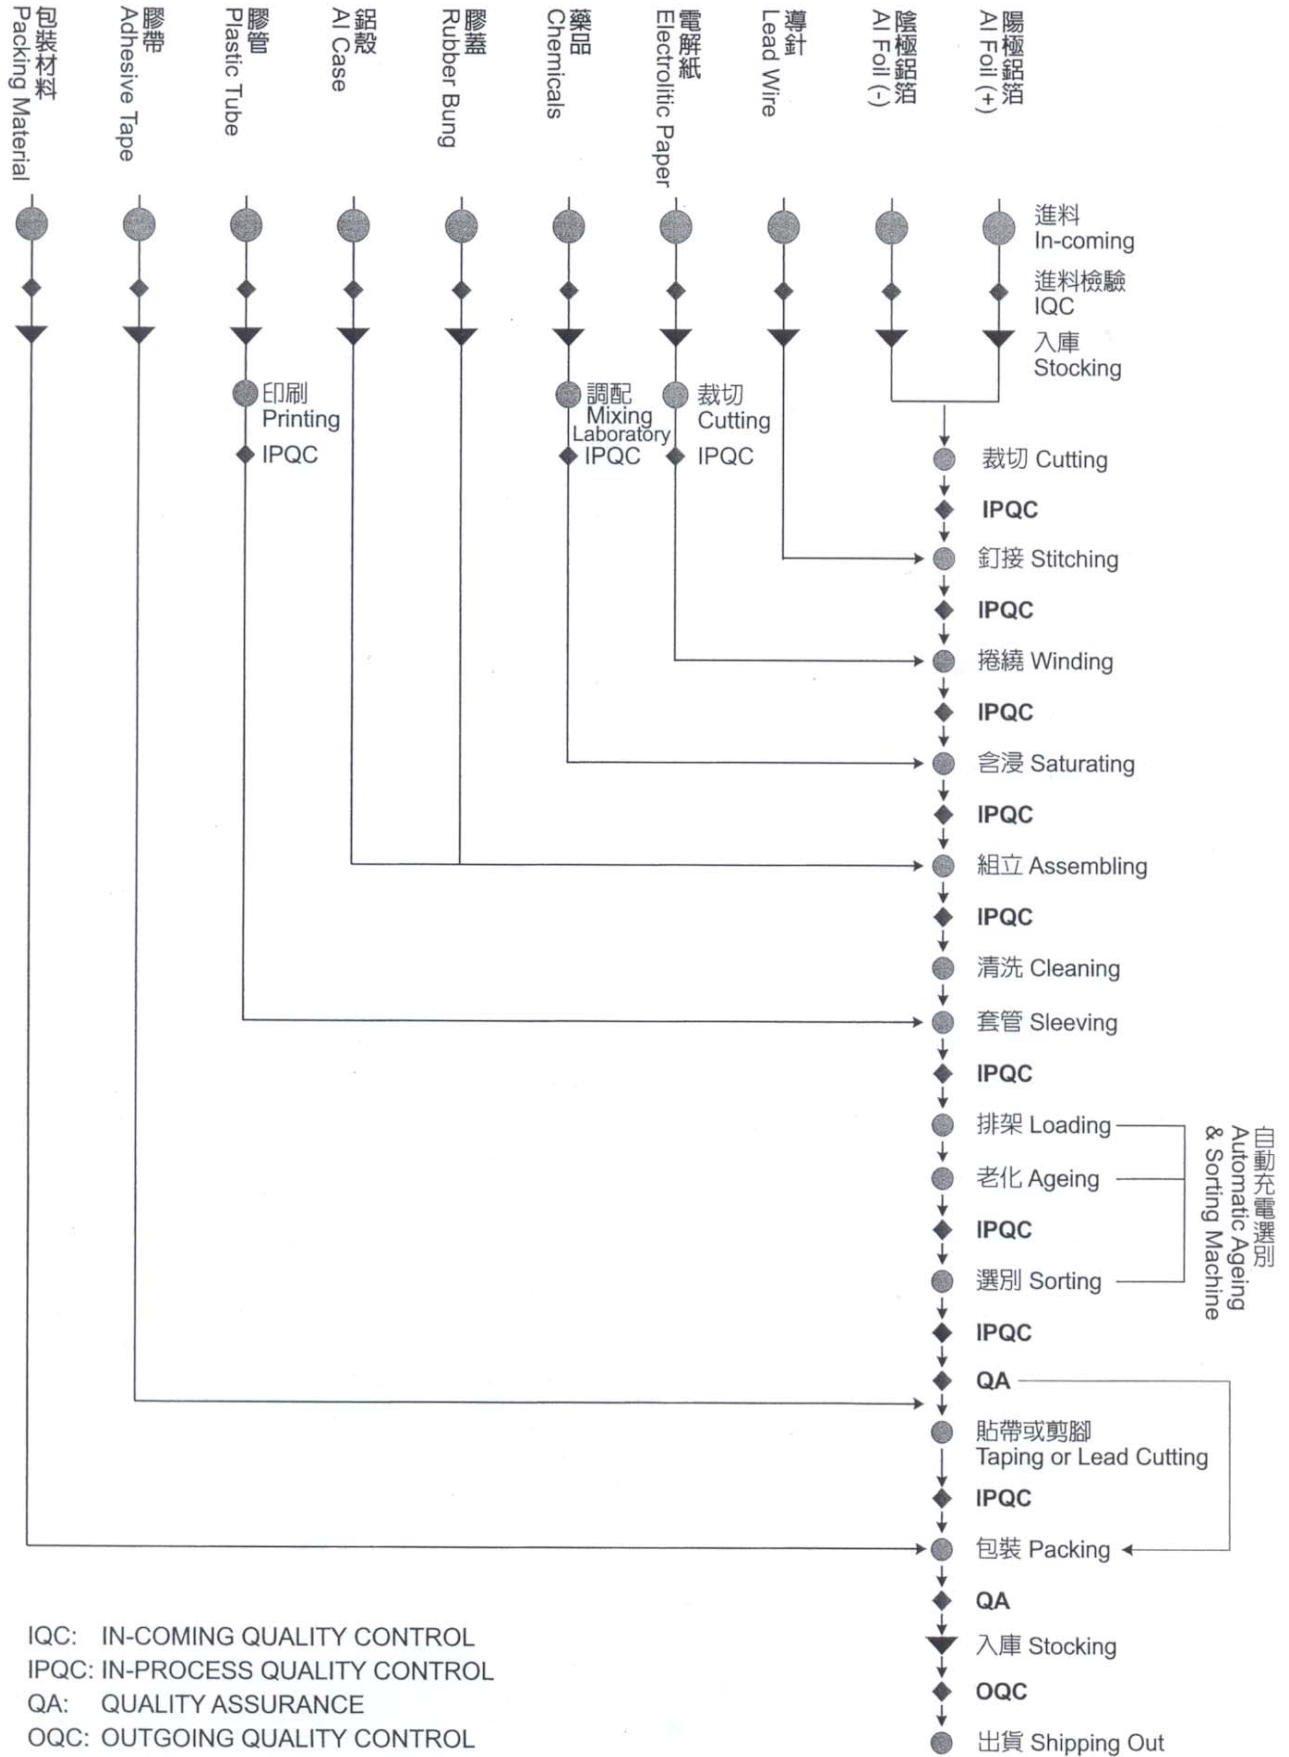 包裝材料
Packing Material
膠帶
Adhesive Tape
膠管
Plastic Tube
鋁殼
Al Case
膠蓋
Rubber Bung
藥品
Chemicals
電解紙
Electrolitic Paper
導針
Lead Wire
陰極鋁箔
Al Foil (-)
陽極鋁箔
Al Foil (+)
進料
In-coming
進料檢驗
IQC
入庫
Stocking
印刷
Printing
IPQC
調配
Mixing
Laboratory
IPQC
裁切
Cutting
IPQC
裁切 Cutting
IPQC
釘接 Stitching
IPQC
捲繞 Winding
IPQC
含浸 Saturating
IPQC
組立 Assembling
IPQC
清洗 Cleaning
套管 Sleeving
IPQC
排架 Loading
老化 Ageing
IPQC
選別 Sorting
自動充電選別
Automatic Ageing
& Sorting Machine
IPQC
QA
貼帶或剪腳
Taping or Lead Cutting
IPQC
包裝 Packing
QA
入庫 Stocking
OQC
出貨 Shipping Out
IQC: IN-COMING QUALITY CONTROL
IPQC: IN-PROCESS QUALITY CONTROL
QA: QUALITY ASSURANCE
OQC: OUTGOING QUALITY CONTROL